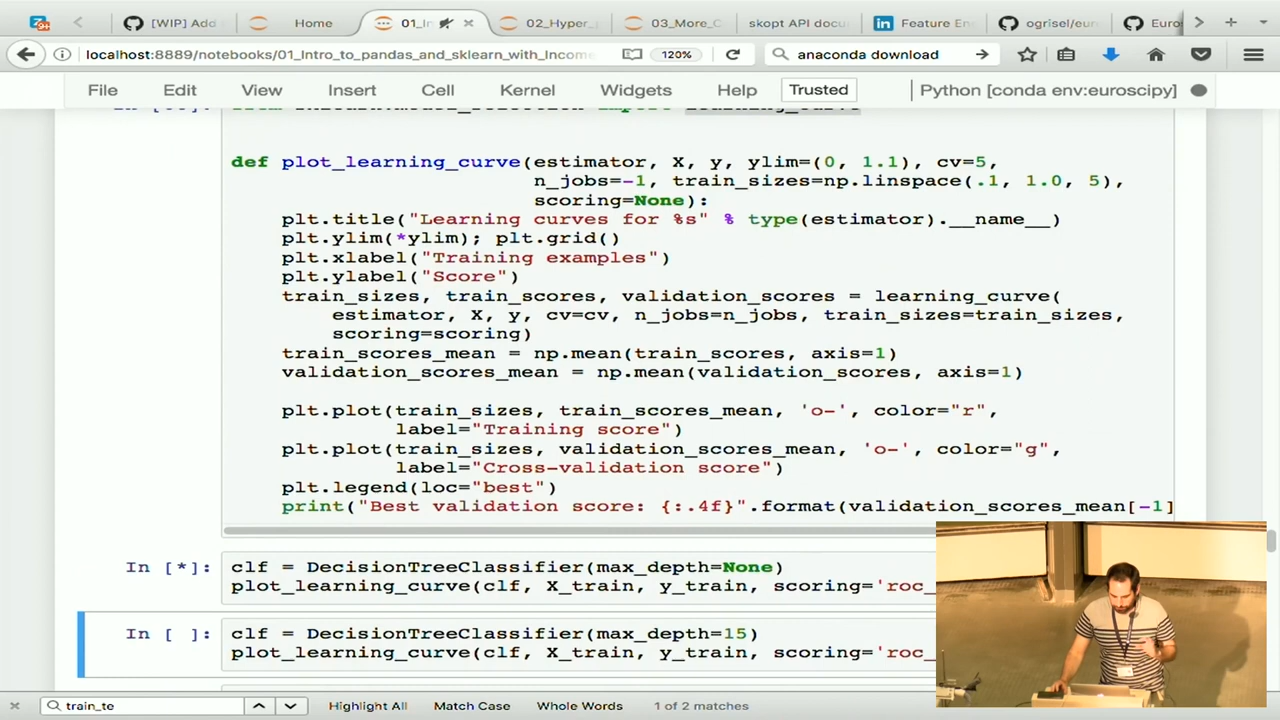 [WIP] Add
Home
01_In
02_Hyper_
03_More_C
skopt API docu
Feature En
ogrisel/eur
Euro
localhost:8889/notebooks/01_Intro_to_pandas_and_sklearn_with_Incom
120%
anaconda download
File Edit View Insert Cell Kernel Widgets Help Trusted Python [conda env:euroscipy]
def plot_learning_curve(estimator, X, y, ylim=(0, 1.1), cv=5,
n_jobs=-1, train_sizes=np.linspace(.1, 1.0, 5),
scoring=None):
plt.title("Learning curves for %s" % type(estimator).__name__)
plt.ylim(*ylim); plt.grid()
plt.xlabel("Training examples")
plt.ylabel("Score")
train_sizes, train_scores, validation_scores = learning_curve(
estimator, X, y, cv=cv, n_jobs=n_jobs, train_sizes=train_sizes,
scoring=scoring)
train_scores_mean = np.mean(train_scores, axis=1)
validation_scores_mean = np.mean(validation_scores, axis=1)
plt.plot(train_sizes, train_scores_mean, 'o-', color="r",
label="Training score")
plt.plot(train_sizes, validation_scores_mean, 'o-', color="g",
label="Cross-validation score")
plt.legend(loc="best")
print("Best validation score: {:.4f}".format(validation_scores_mean[-1]
In [*]: clf = DecisionTreeClassifier(max_depth=None)
plot_learning_curve(clf, X_train, y_train, scoring='roc_
In [ ]: clf = DecisionTreeClassifier(max_depth=15)
plot_learning_curve(clf, X_train, y_train, scoring='roc_
train_te Highlight All Match Case Whole Words 1 of 2 matches